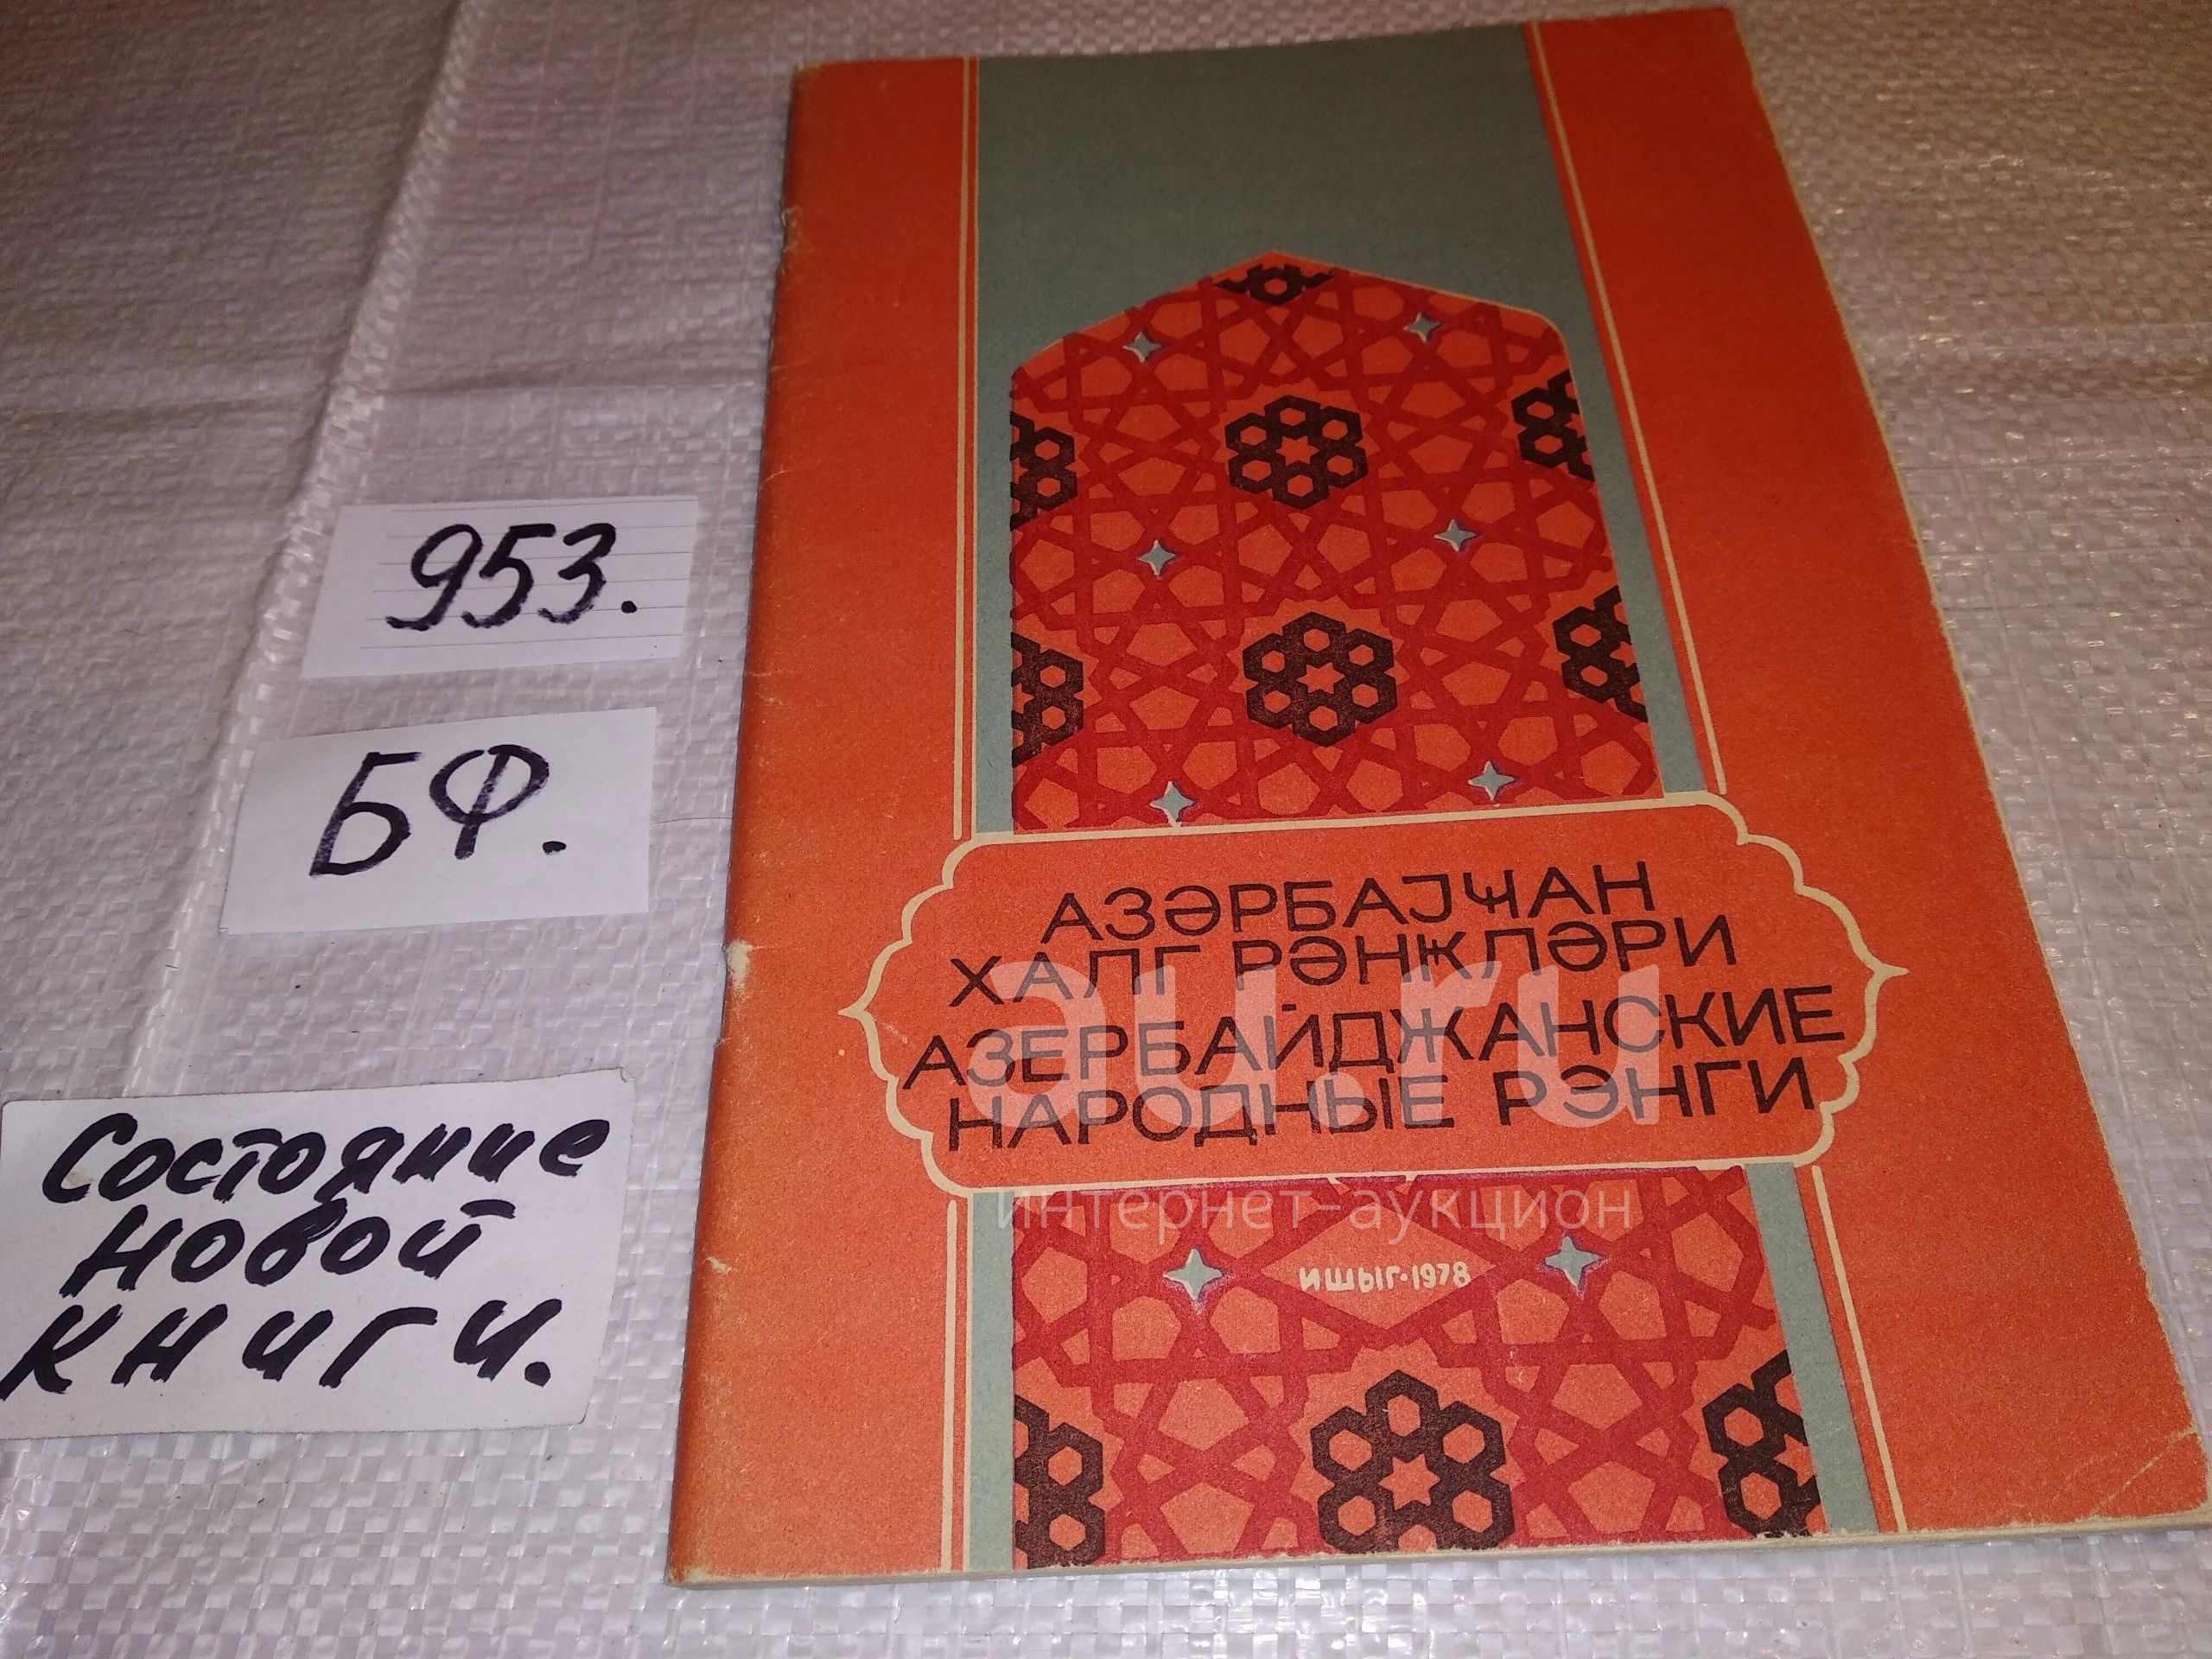 953.
БФ.
Состояние
новой
книги.
АЗӘРБАЈҸАН
ХАЛГ РӘНҜЛӘРИ
АЗЕРБАЙДЖАНСКИЕ
НАРОДНЫЕ РЭНГИ
au.ru
интернет-аукцион
ИШЫГ·1978